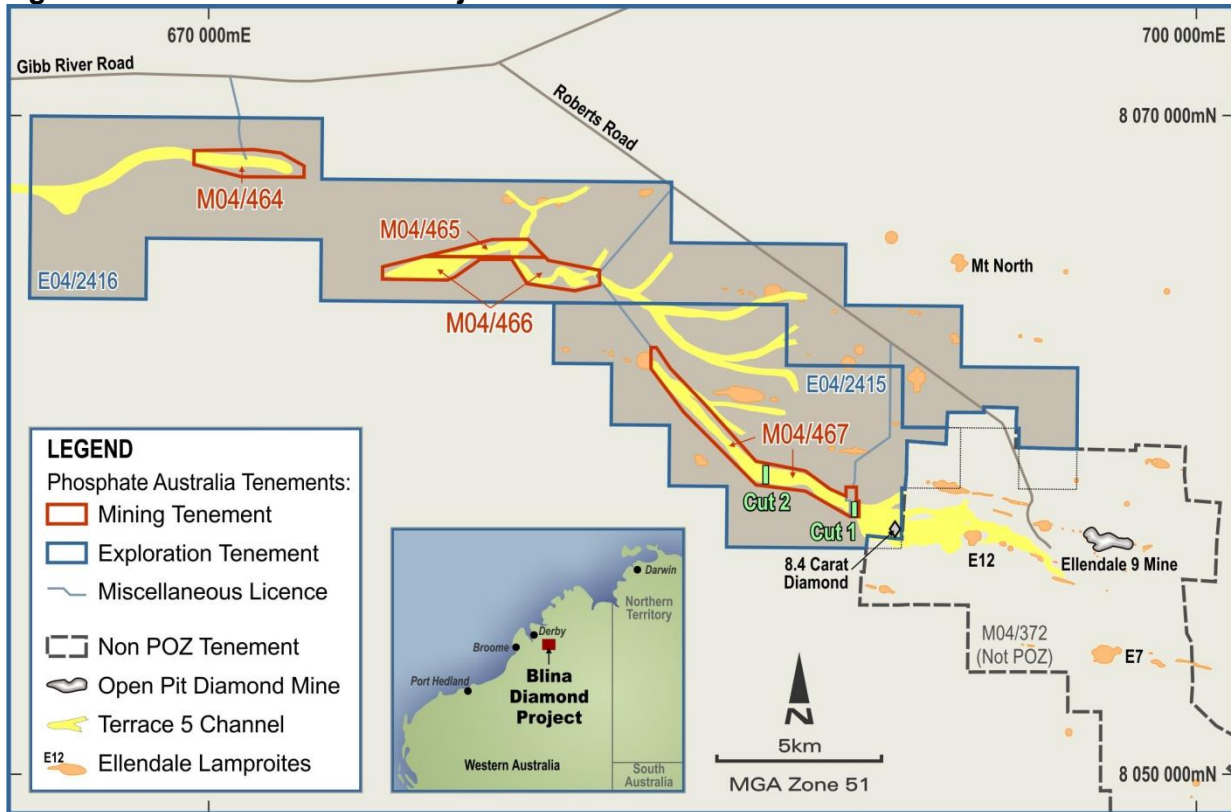 670 000mE
700 000mE
Gibb River Road
8 070 000mN
Roberts Road
M04/464
M04/465
Mt North
E04/2416
M04/466
E04/2415
M04/467
Cut 2
Cut 1
8.4 Carat
Diamond
E12
Ellendale 9 Mine
M04/372
(Not POZ)
E7
LEGEND
Phosphate Australia Tenements:
Mining Tenement
Exploration Tenement
Miscellaneous Licence
Non POZ Tenement
Open Pit Diamond Mine
Terrace 5 Channel
E12
Ellendale Lamproites
Darwin
Northern
Territory
Derby
Broome
Blina
Diamond
Project
Port Hedland
Western Australia
South
Australia
N
5km
MGA Zone 51
8 050 000mN